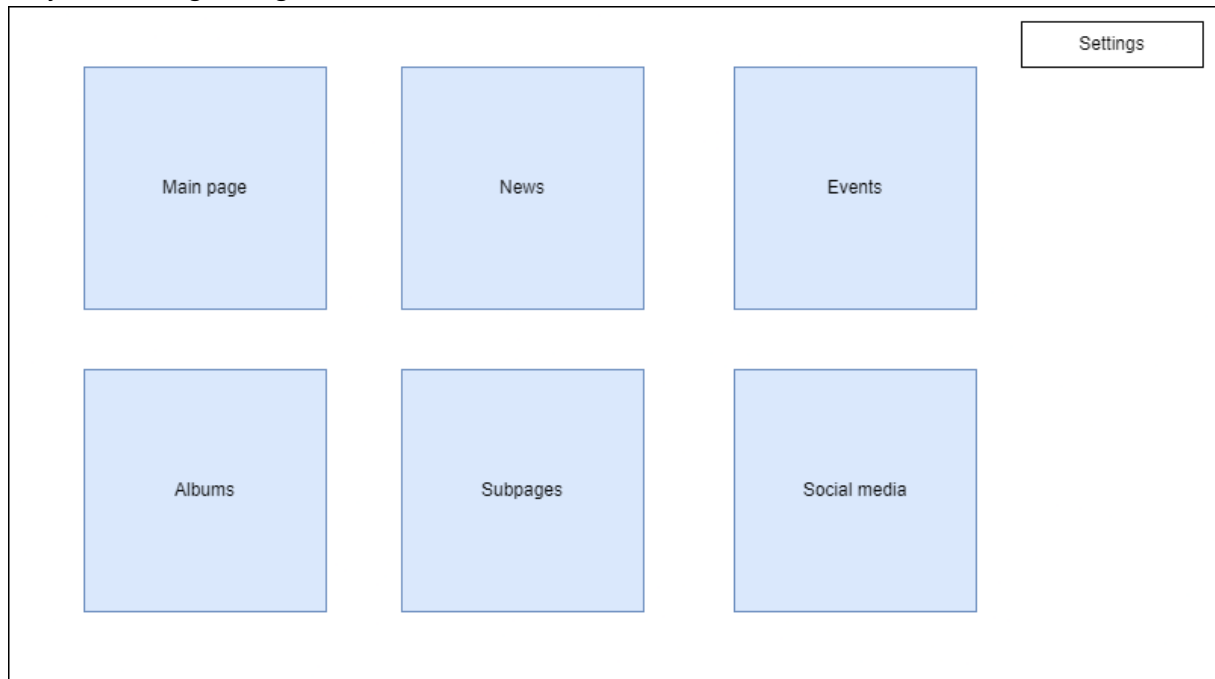 Settings
Main page
News
Events
Albums
Subpages
Social media